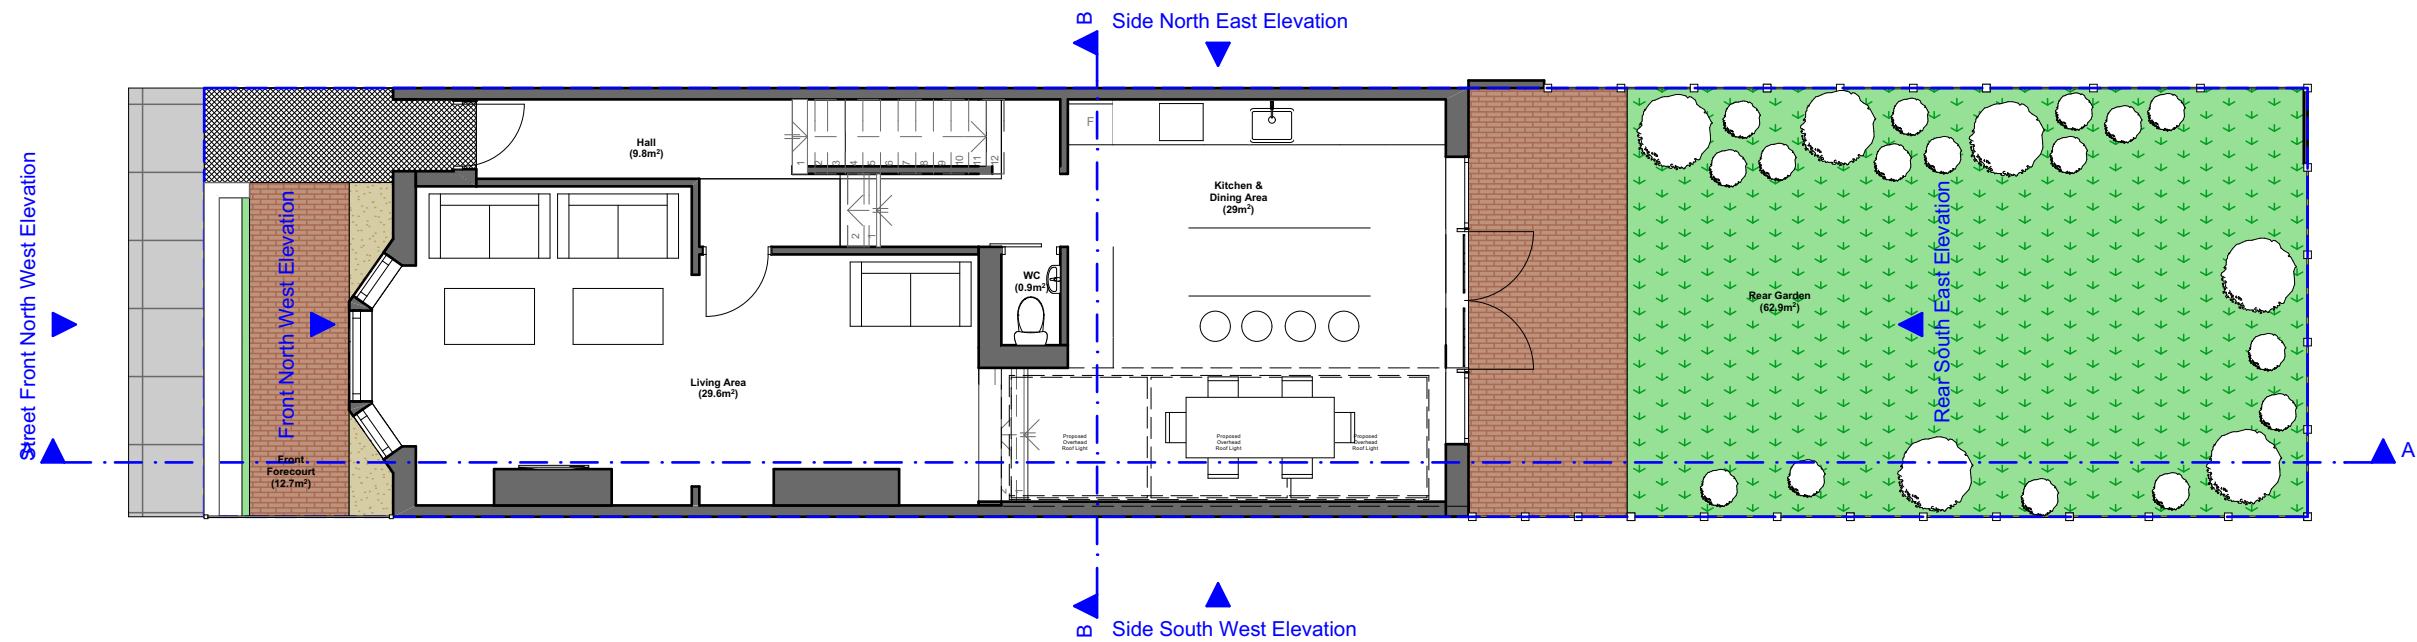 B
Side North East Elevation
Street Front North West Elevation
Front North West Elevation
Front
Forecourt
(12.7m²)
Hall
(9.8m²)
1
2
3
4
5
6
7
8
9
10
11
12
2
1
Living Area
(29.6m²)
WC
(0.9m²)
F
Kitchen &
Dining Area
(29m²)
2
1
Proposed
Overhead
Roof Light
Proposed
Overhead
Roof Light
Proposed
Overhead
Roof Light
Rear Garden
(62.9m²)
Rear South East Elevation
A
A
B
Side South West Elevation